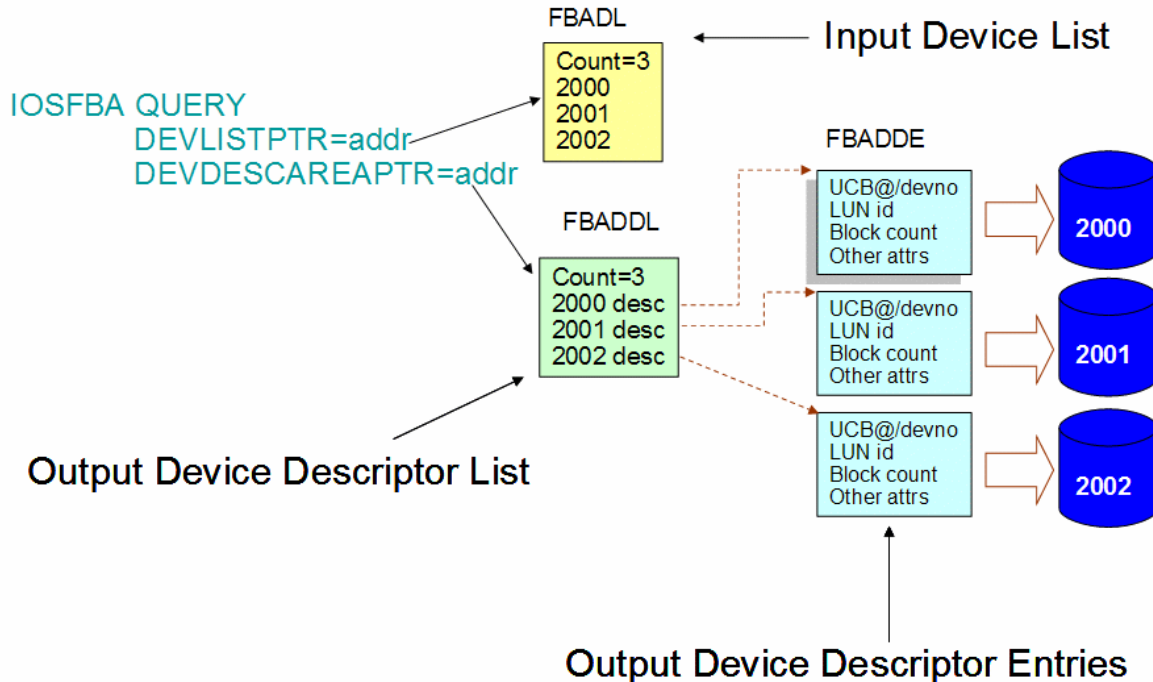 FBADL
Input Device List
Count=3
2000
2001
2002
IOSFBA QUERY
DEVLISTPTR=addr
DEVDESCAREAPTR=addr
FBADDE
UCB@/devno
LUN id
Block count
Other attrs
2000
FBADDL
Count=3
2000 desc
2001 desc
2002 desc
UCB@/devno
LUN id
Block count
Other attrs
2001
UCB@/devno
LUN id
Block count
Other attrs
2002
Output Device Descriptor List
Output Device Descriptor Entries